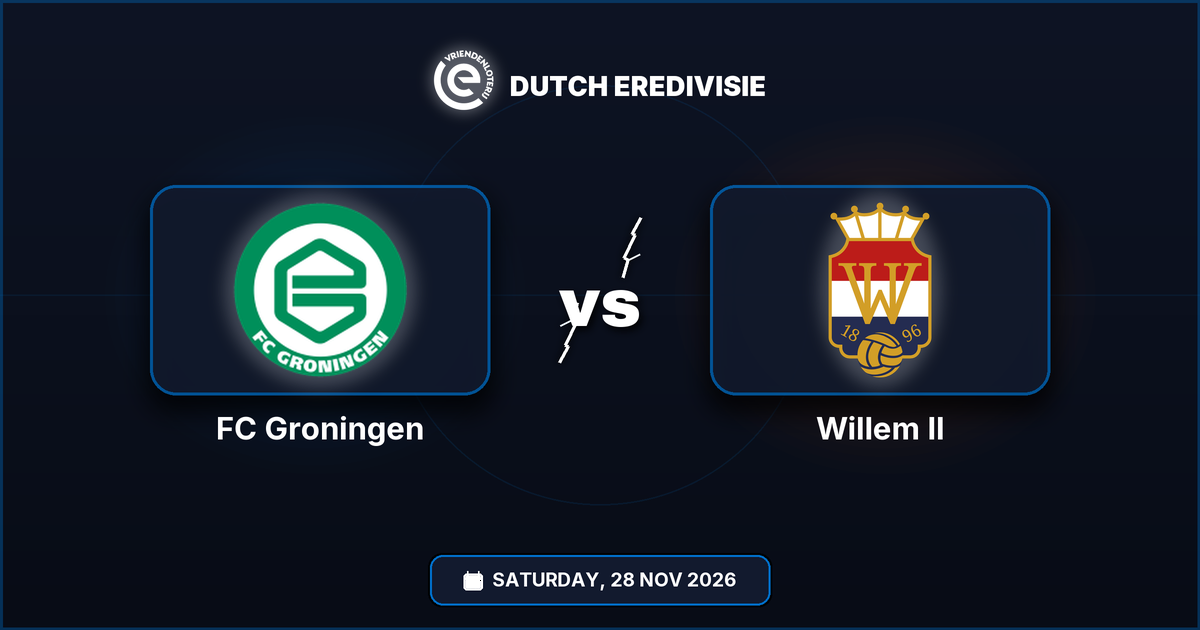 VRIENDENLOTERIJ
DUTCH EREDIVISIE
FC GRONINGEN
vs
W
18 96
FC Groningen
Willem II
SATURDAY, 28 NOV 2026